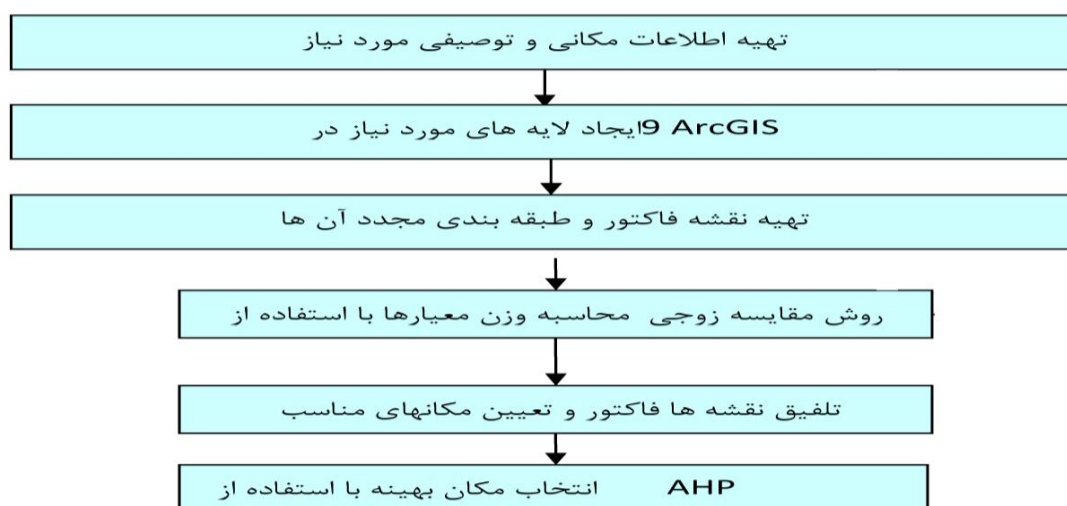 تهیه اطلاعات مکانی و توصیفی مورد نیاز
ایجاد لایه های مورد نیاز در 9 ArcGIS
تهیه نقشه فاکتور و طبقه بندی مجدد آن ها
روش مقایسه زوجی محاسبه وزن معیارها با استفاده از
تلفیق نقشه ها فاکتور و تعیین مکانهای مناسب
انتخاب مکان بهینه با استفاده از AHP